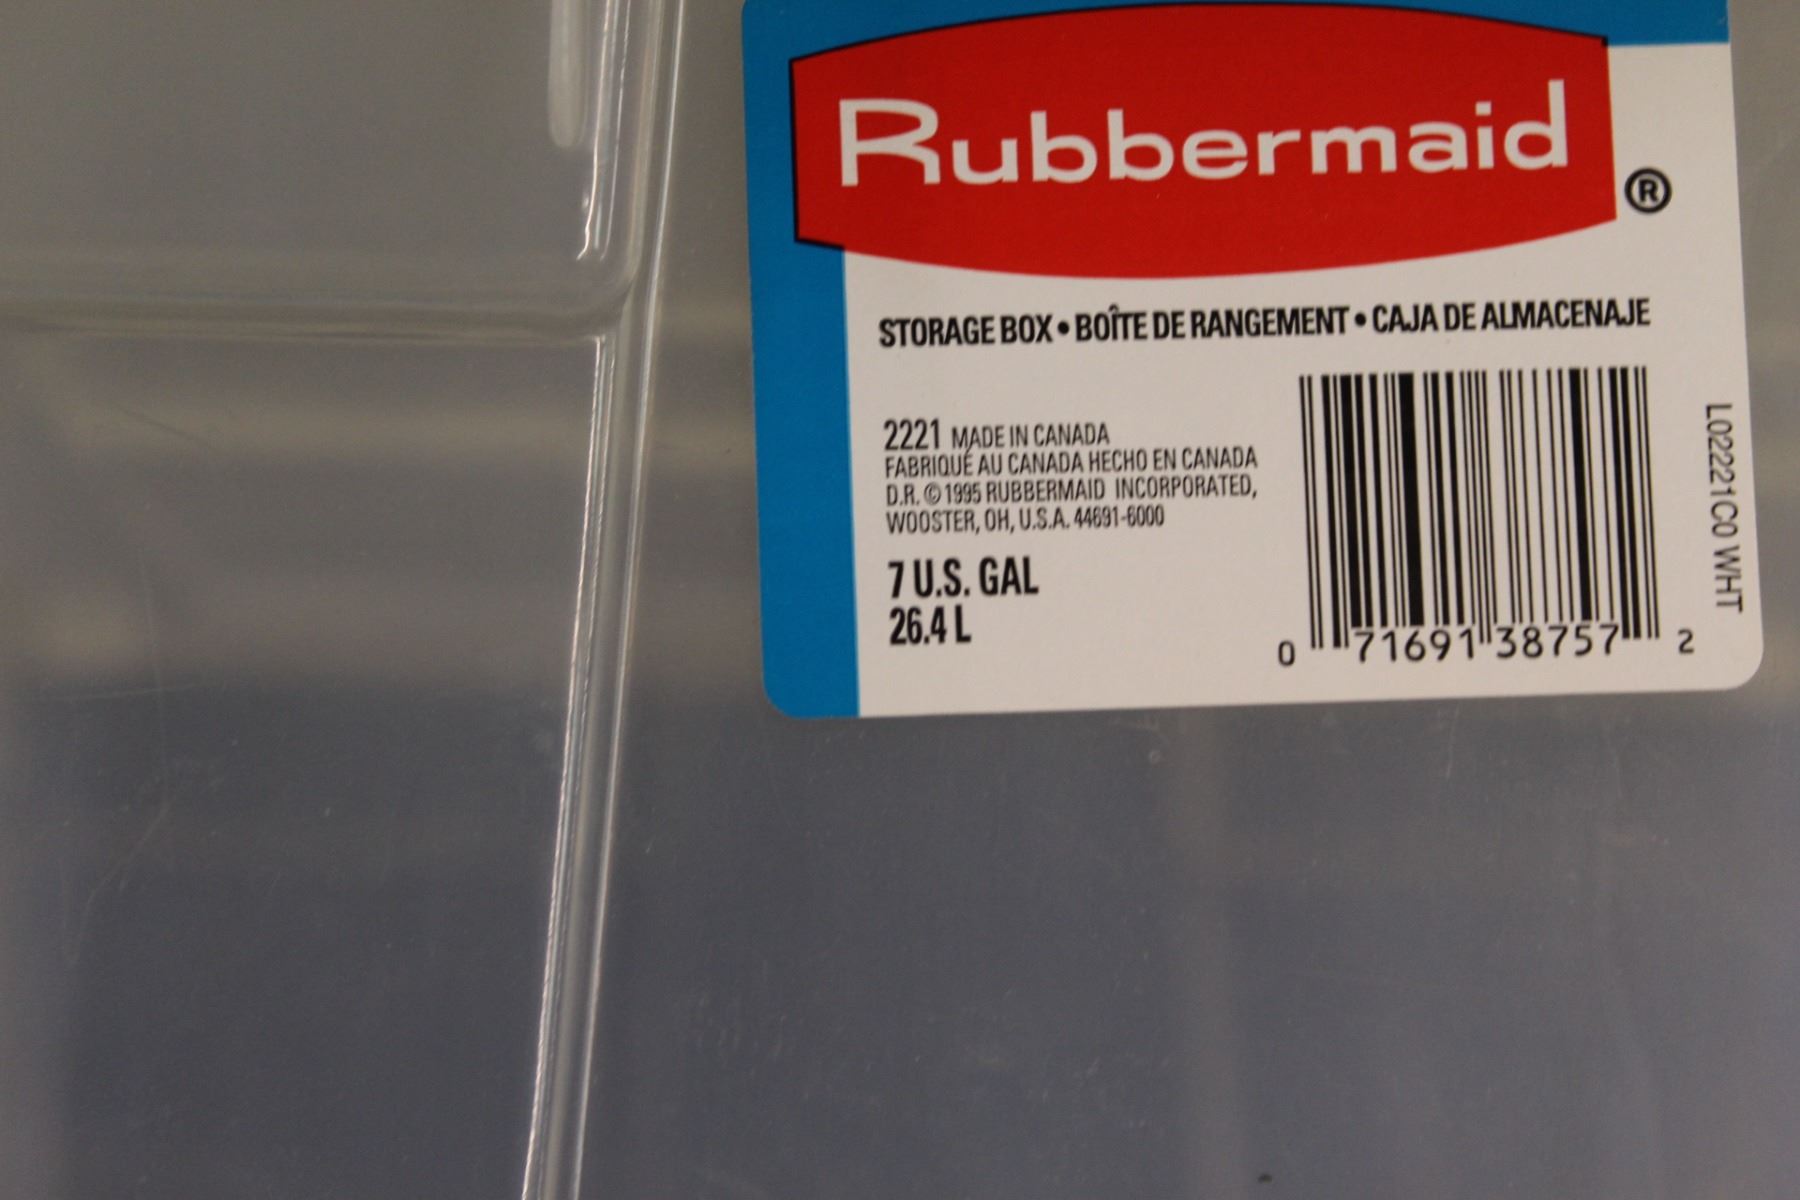 Rubbermaid®
STORAGE BOX • BOÎTE DE RANGEMENT • CAJA DE ALMACENAJE
2221 MADE IN CANADA
FABRIQUÉ AU CANADA HECHO EN CANADA
D.R. © 1995 RUBBERMAID INCORPORATED,
WOOSTER, OH, U.S.A. 44691-6000
7 U.S. GAL
26.4 L
0 71691 38757 2
L02221C0 WHT